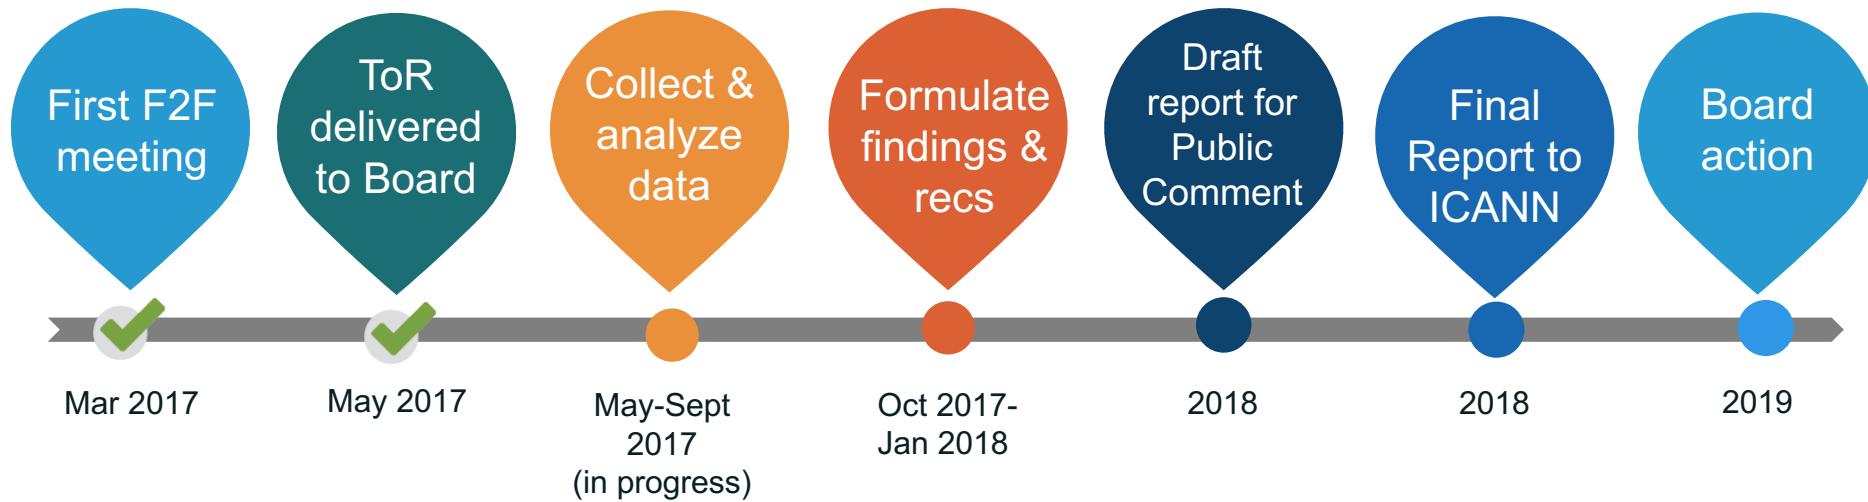 First F2F
meeting
ToR
delivered
to Board
Collect &
analyze
data
Formulate
findings &
recs
Draft
report for
Public
Comment
Final
Report to
ICANN
Board
action
Mar 2017
May 2017
May-Sept
2017
(in progress)
Oct 2017-
Jan 2018
2018
2018
2019